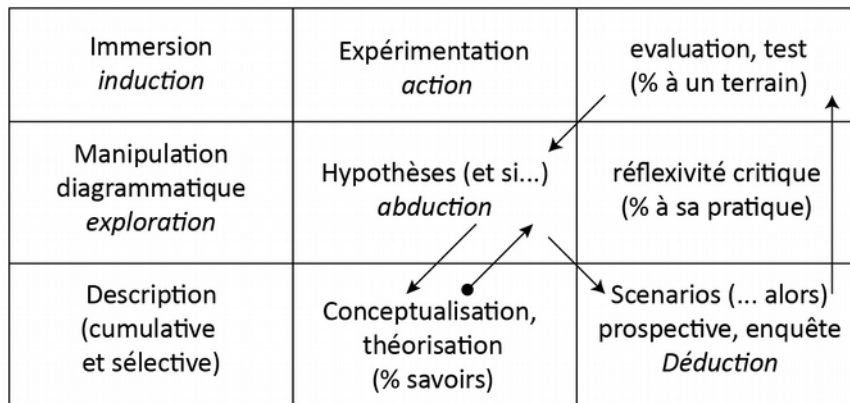 Immersion
induction
Expérimentation
action
evaluation, test
(% à un terrain)
Manipulation
diagrammatique
exploration
Hypothèses (et si...)
abduction
réflexivité critique
(% à sa pratique)
Description
(cumulative
et sélective)
Conceptualisation,
théorisation
(% savoirs)
Scenarios (... alors)
prospective, enquête
Déduction